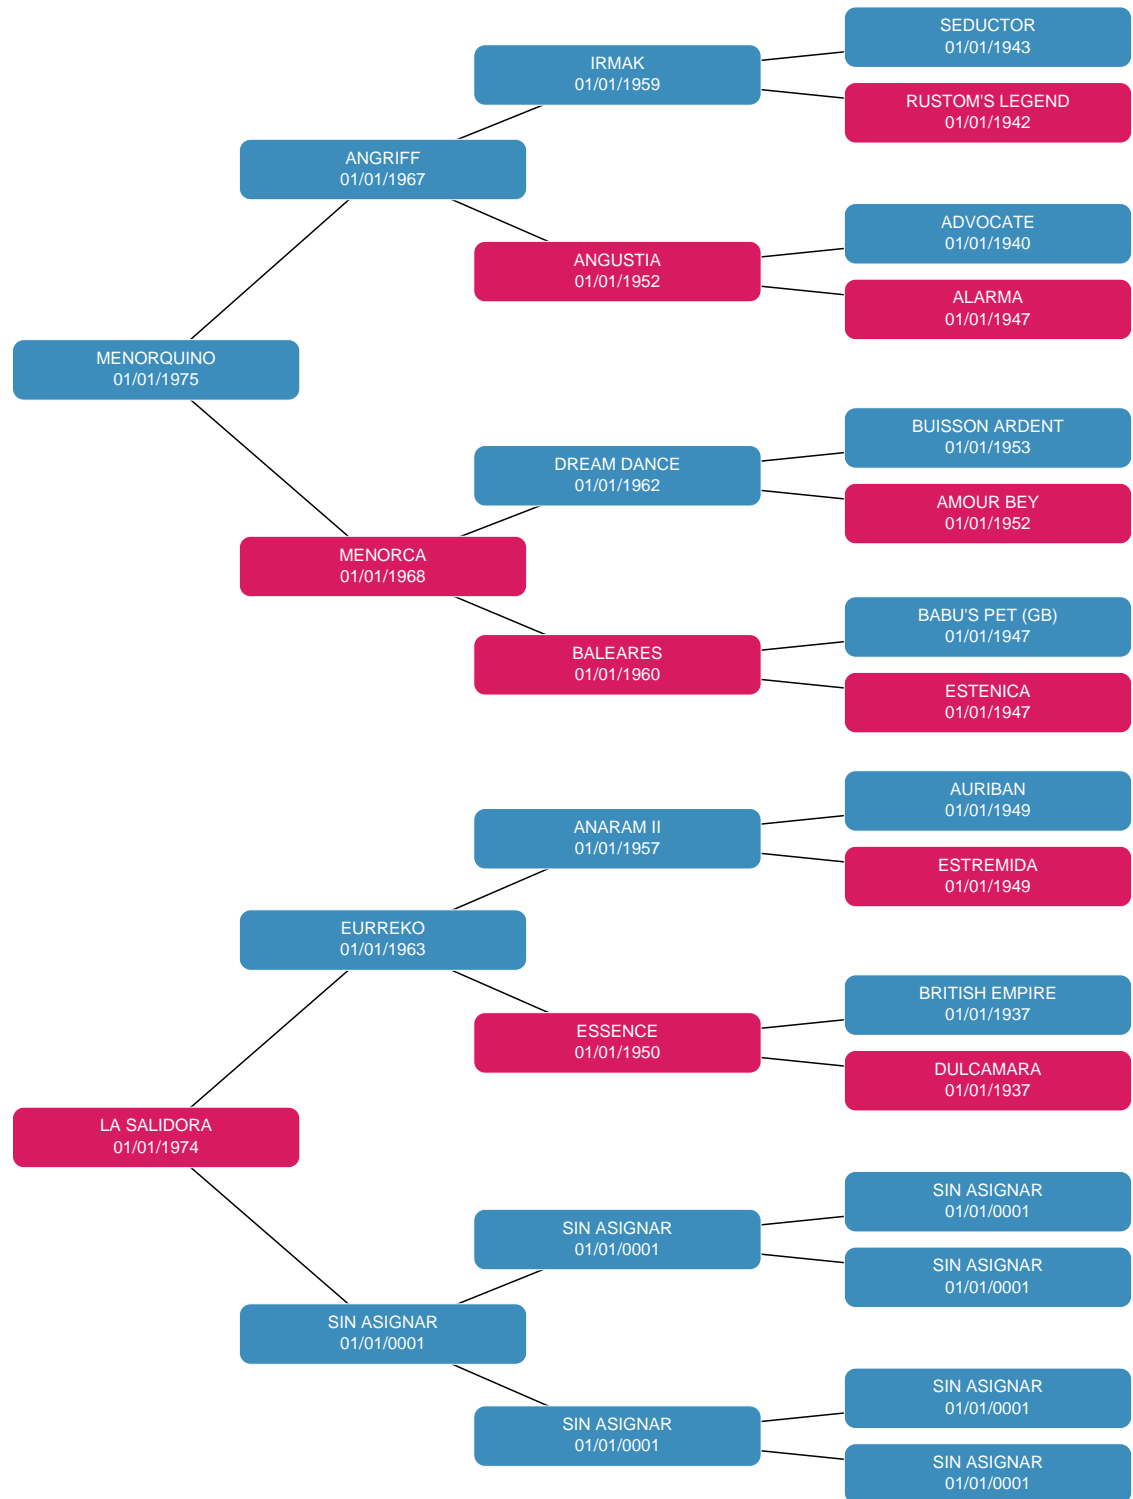 SEDUCTOR
01/01/1943
IRMAK
01/01/1959
RUSTOM'S LEGEND
01/01/1942
ANGRIFF
01/01/1967
ADVOCATE
01/01/1940
ANGUSTIA
01/01/1952
ALARMA
01/01/1947
MENORQUINO
01/01/1975
BUISSON ARDENT
01/01/1953
DREAM DANCE
01/01/1962
AMOUR BEY
01/01/1952
MENORCA
01/01/1968
BABU'S PET (GB)
01/01/1947
BALEARES
01/01/1960
ESTENICA
01/01/1947
AURIBAN
01/01/1949
ANARAM II
01/01/1957
ESTREMIDA
01/01/1949
EURREKO
01/01/1963
BRITISH EMPIRE
01/01/1937
ESSENCE
01/01/1950
DULCAMARA
01/01/1937
LA SALIDORA
01/01/1974
SIN ASIGNAR
01/01/0001
SIN ASIGNAR
01/01/0001
SIN ASIGNAR
01/01/0001
SIN ASIGNAR
01/01/0001
SIN ASIGNAR
01/01/0001
SIN ASIGNAR
01/01/0001
SIN ASIGNAR
01/01/0001